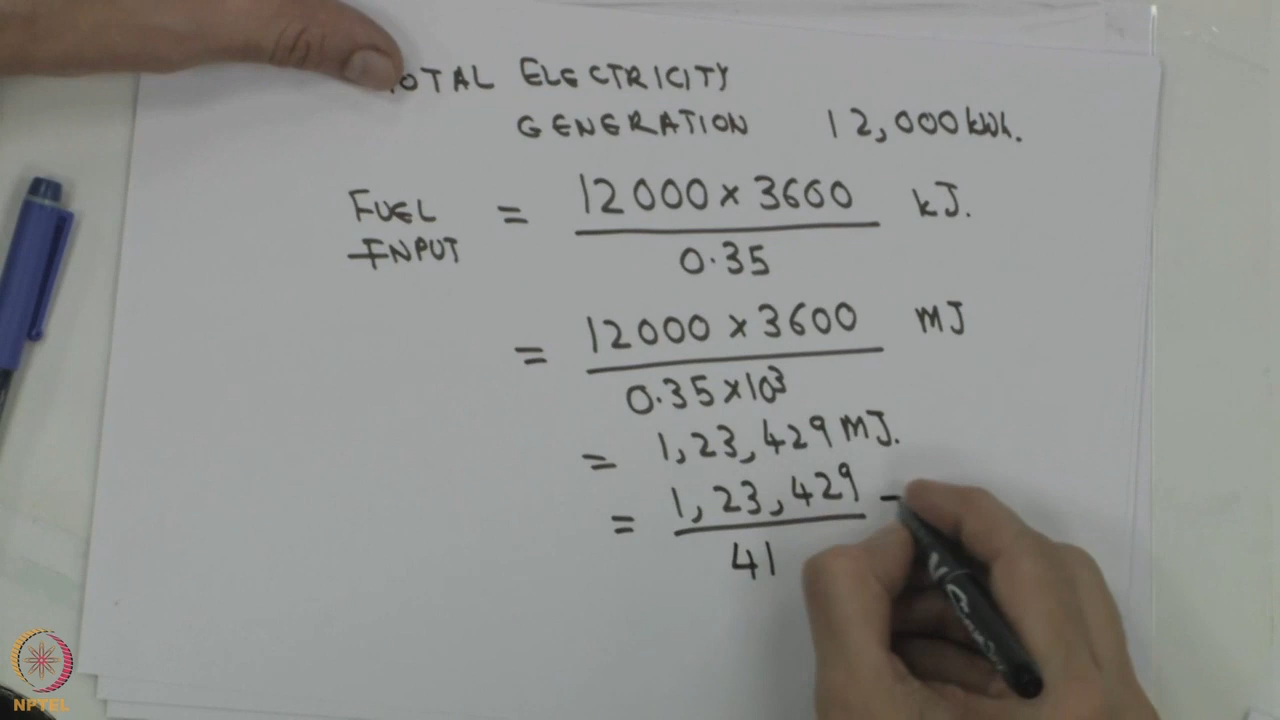 OTAL ELECTRICITY
GENERATION 12,000 kWh.
FUEL INPUT = 12000 × 3600 / 0.35 kJ.
= 12000 × 3600 / 0.35×10³ MJ
= 1,23,429 MJ.
= 1,23,429 / 41
NPTEL